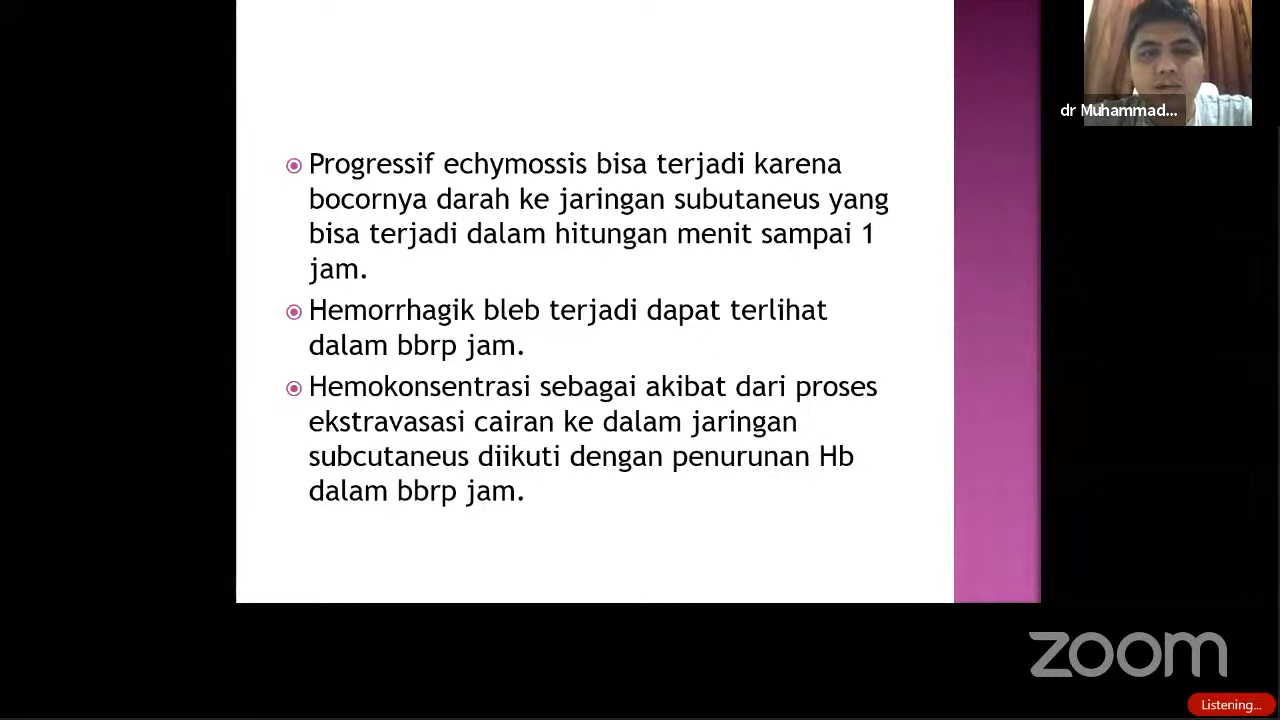 dr Muhammad...
Progressif echymossis bisa terjadi karena
bocornya darah ke jaringan subutaneus yang
bisa terjadi dalam hitungan menit sampai 1
jam.
Hemorrhagik bleb terjadi dapat terlihat
dalam bbrp jam.
Hemokonsentrasi sebagai akibat dari proses
ekstravasasi cairan ke dalam jaringan
subcutaneus diikuti dengan penurunan Hb
dalam bbrp jam.
zoom
Listening...